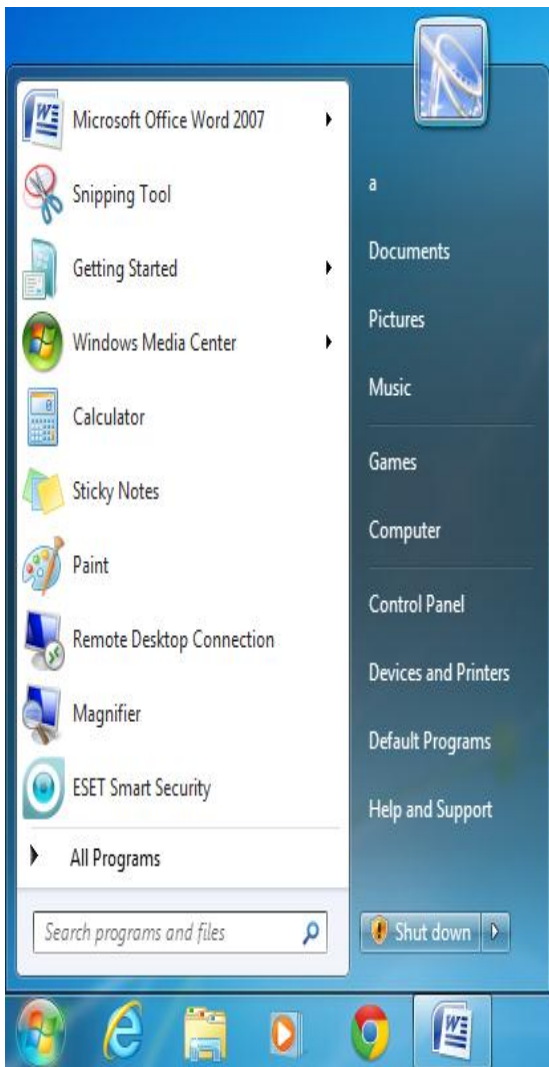 Microsoft Office Word 2007
Snipping Tool
Getting Started
Windows Media Center
Calculator
Sticky Notes
Paint
Remote Desktop Connection
Magnifier
ESET Smart Security
All Programs
Search programs and files
a
Documents
Pictures
Music
Games
Computer
Control Panel
Devices and Printers
Default Programs
Help and Support
Shut down